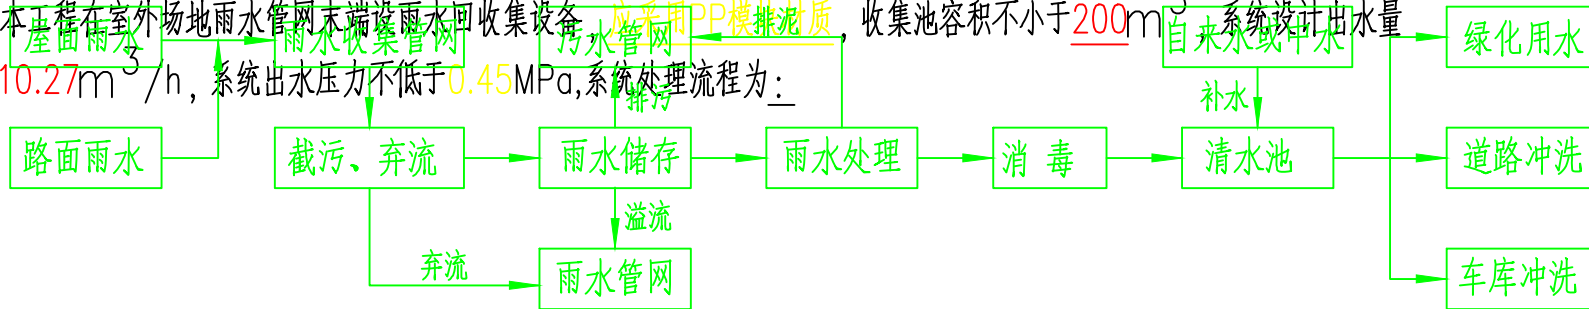 本工程在室外场地雨水管网末端设雨水回收集设备，应采用PP模块材质，收集池容积不小于200m³，系统设计出水量
10.27m³/h，系统出水压力不低于0.45MPa,系统处理流程为：
屋面雨水 雨水收集管网 污水管网 排泥 自来水或中水 绿化用水
排污 补水
路面雨水 截污、弃流 雨水储存 雨水处理 消毒 清水池 道路冲洗
溢流
弃流 雨水管网 车库冲洗